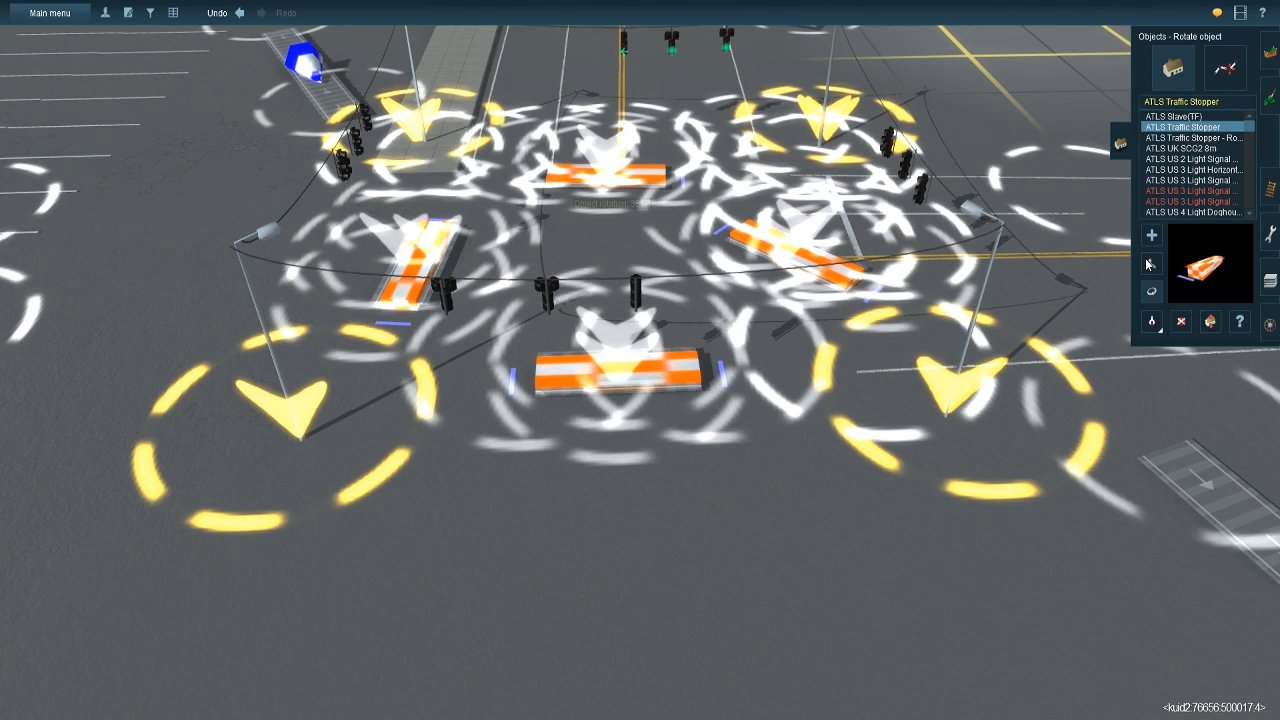 Main menu
Undo
Redo
Objects - Rotate object
ATLS Traffic Stopper
ATLS Slave(TF)
ATLS Traffic Stopper
ATLS Traffic Stopper - Ro...
ATLS UK SCG2 8m
ATLS US 2 Light Signal ...
ATLS US 3 Light Horizont...
ATLS US 3 Light Signal ...
ATLS US 3 Light Signal ...
ATLS US 3 Light Signal ...
ATLS US 4 Light Doghou...
Object rotation:
<kuid2:76656:500017:4>